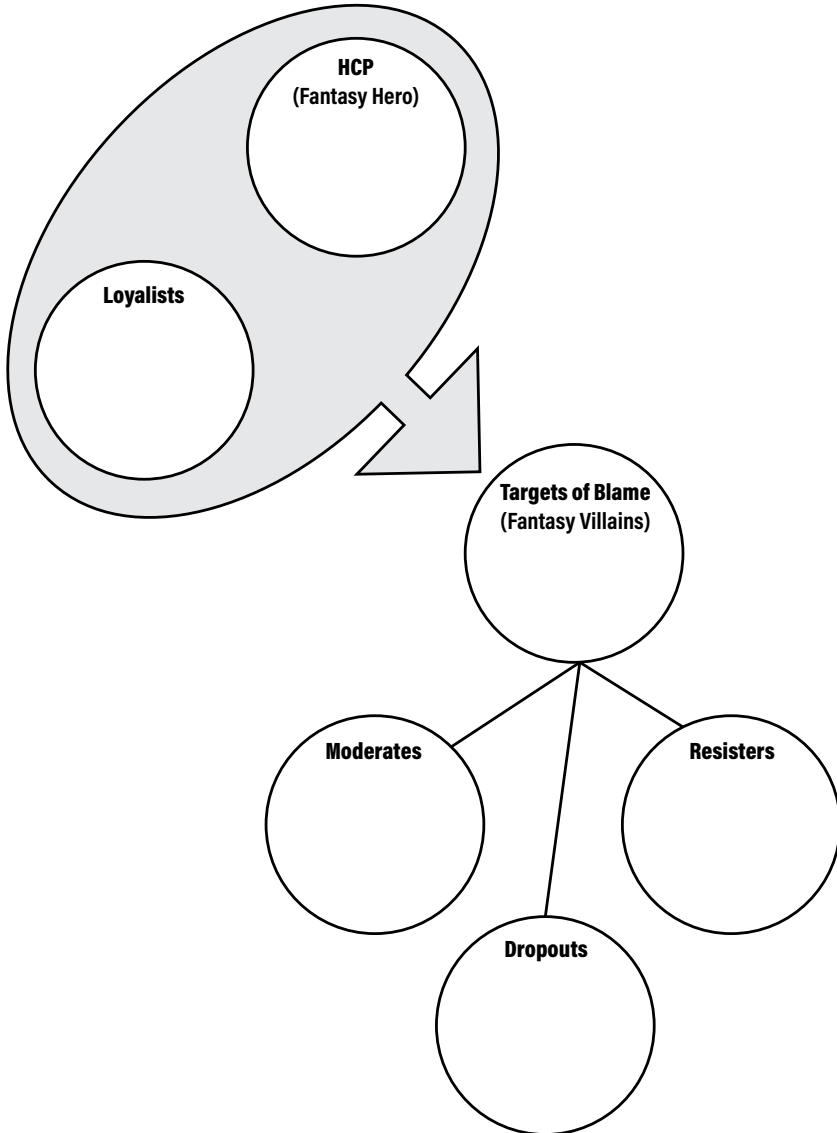 HCP
(Fantasy Hero)
Loyalists
Targets of Blame
(Fantasy Villains)
Moderates
Resisters
Dropouts